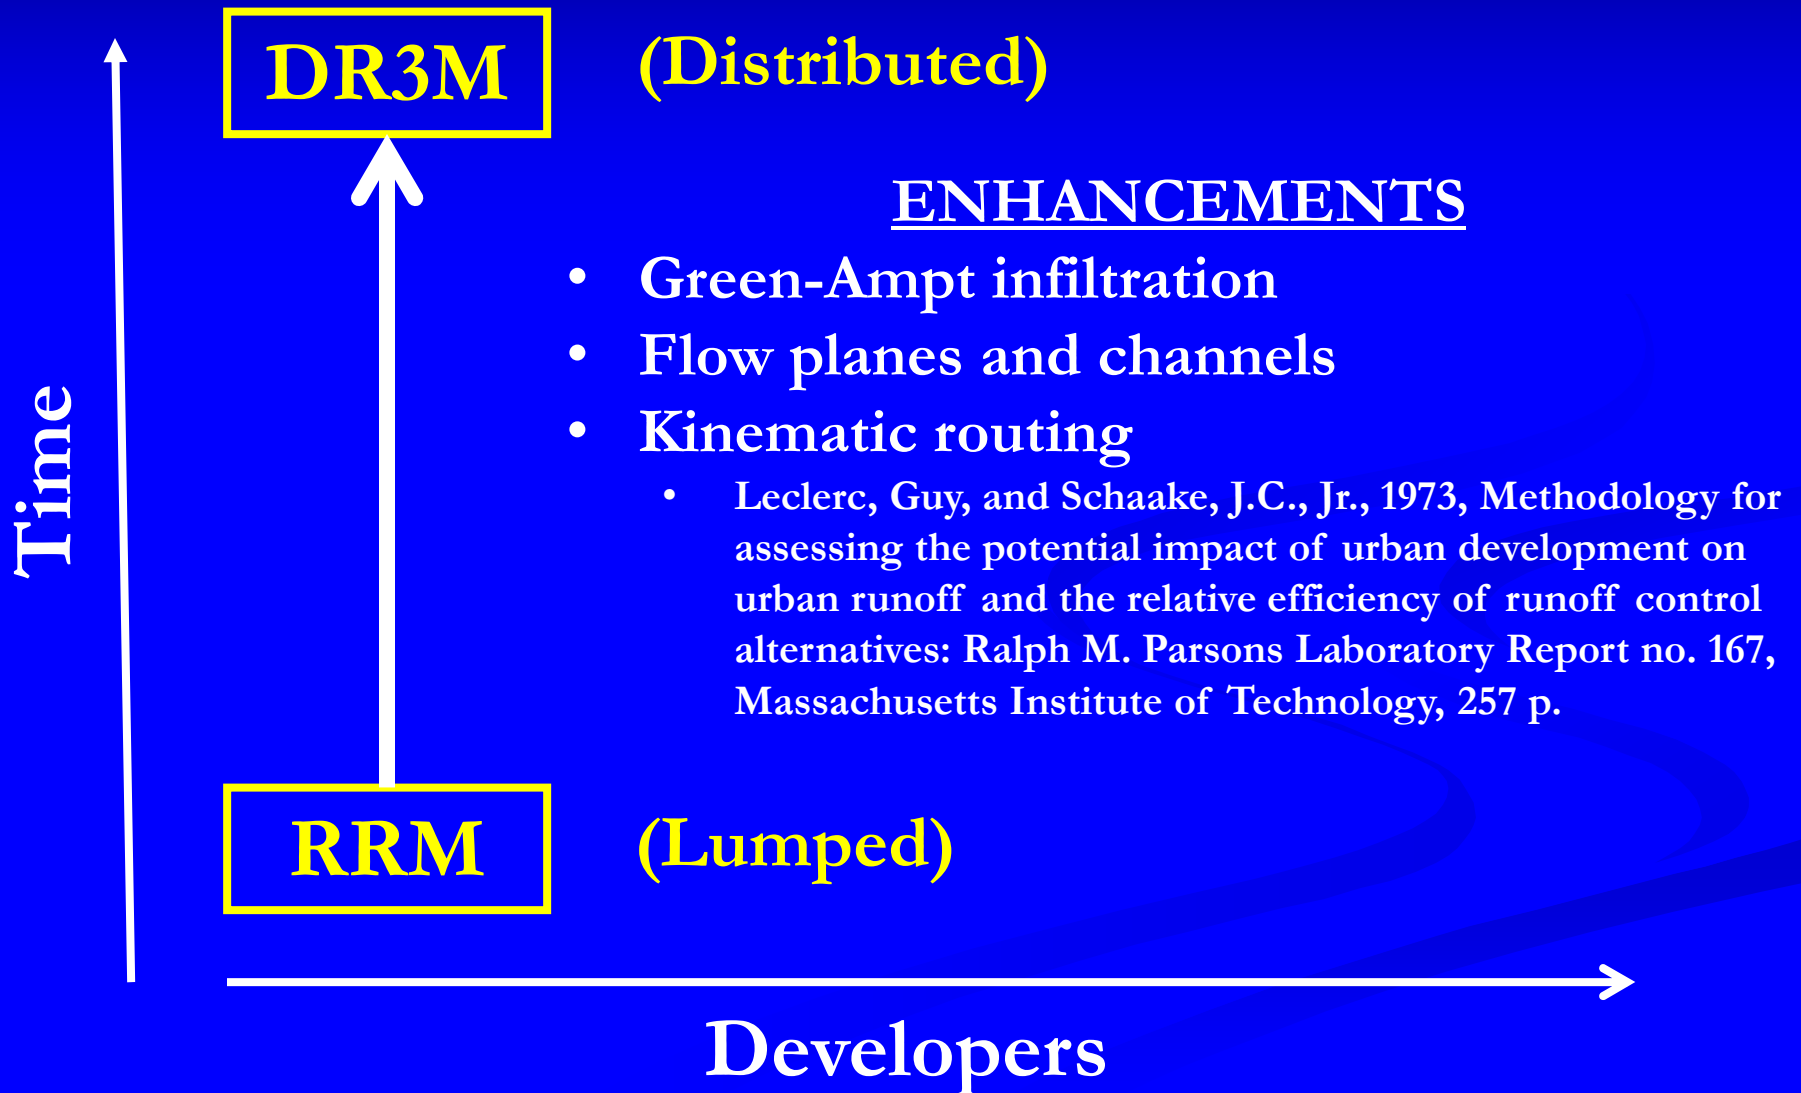 DR3M
(Distributed)
ENHANCEMENTS
• Green-Ampt infiltration
• Flow planes and channels
• Kinematic routing
• Leclerc, Guy, and Schaake, J.C., Jr., 1973, Methodology for
assessing the potential impact of urban development on
urban runoff and the relative efficiency of runoff control
alternatives: Ralph M. Parsons Laboratory Report no. 167,
Massachusetts Institute of Technology, 257 p.
Time
RRM
(Lumped)
Developers